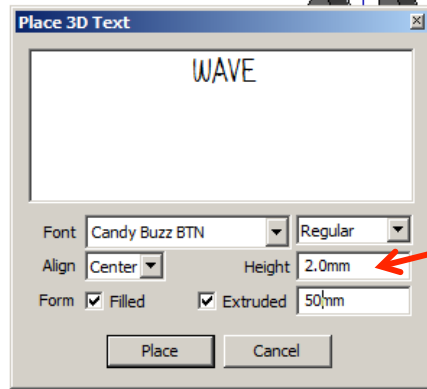 Place 3D Text
WAVE
Font Candy Buzz BTN Regular
Align Center Height 2.0mm
Form Filled Extruded 50mm
Place Cancel